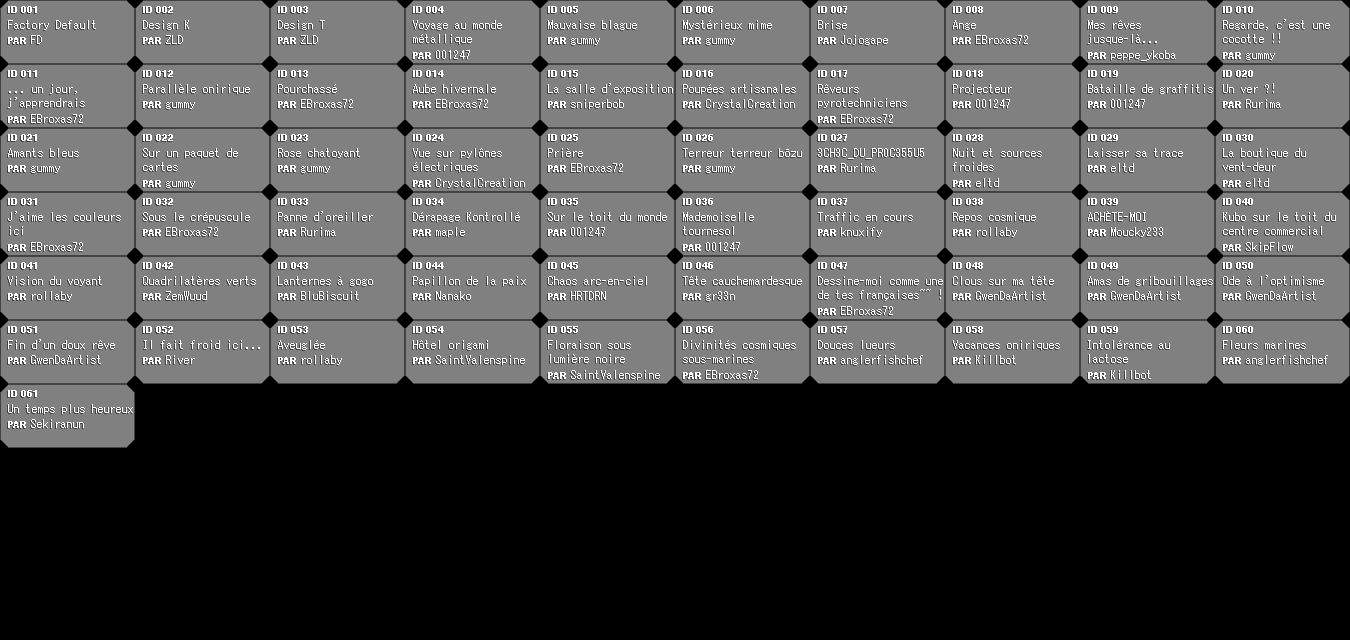 ID 001
Factory Default
PAR FD
ID 002
Design K
PAR ZLD
ID 003
Design T
PAR ZLD
ID 004
Voyage au monde
métallique
PAR 001247
ID 005
Mauvaise blague
PAR gummy
ID 006
Mystérieux mime
PAR gummy
ID 007
Brise
PAR Jojogape
ID 008
Ange
PAR EBroxas72
ID 009
Mes rêves
jusque-là...
PAR peppe_ykoba
ID 010
Regarde, c'est une
cocotte !!
PAR gummy
ID 011
... un jour,
j'apprendrais
PAR EBroxas72
ID 012
Parallèle onirique
PAR gummy
ID 013
Pourchassé
PAR EBroxas72
ID 014
Aube hivernale
PAR EBroxas72
ID 015
La salle d'exposition
PAR sniperbob
ID 016
Poupées artisanales
PAR CrystalCreation
ID 017
Rêveurs
pyrotechniciens
PAR EBroxas72
ID 018
Projecteur
PAR 001247
ID 019
Bataille de graffitis
PAR 001247
ID 020
Un ver ?!
PAR Rurima
ID 021
Amants bleus
PAR gummy
ID 022
Sur un paquet de
cartes
PAR gummy
ID 023
Rose chatoyant
PAR gummy
ID 024
Vue sur pylônes
électriques
PAR CrystalCreation
ID 025
Prière
PAR EBroxas72
ID 026
Terreur terreur bōzu
PAR gummy
ID 027
3CH3C_DU_PR0C355U5
PAR Rurima
ID 028
Nuit et sources
froides
PAR eltd
ID 029
Laisser sa trace
PAR eltd
ID 030
La boutique du
vent-deur
PAR eltd
ID 031
J'aime les couleurs
ici
PAR EBroxas72
ID 032
Sous le crépuscule
PAR EBroxas72
ID 033
Panne d'oreiller
PAR Rurima
ID 034
Dérapage Kontrollé
PAR maple
ID 035
Sur le toit du monde
PAR 001247
ID 036
Mademoiselle
tournesol
PAR 001247
ID 037
Traffic en cours
PAR knuxify
ID 038
Repos cosmique
PAR rollaby
ID 039
ACHÈTE-MOI
PAR Moucky233
ID 040
Kubo sur le toit du
centre commercial
PAR SkipFlow
ID 041
Vision du voyant
PAR rollaby
ID 042
Quadrilatères verts
PAR ZemWuud
ID 043
Lanternes à gogo
PAR BluBiscuit
ID 044
Papillon de la paix
PAR Nanako
ID 045
Chaos arc-en-ciel
PAR HRTDRN
ID 046
Tête cauchemardesque
PAR gr33n
ID 047
Dessine-moi comme une
de tes françaises~~ !
PAR EBroxas72
ID 048
Clous sur ma tête
PAR GwenDaArtist
ID 049
Amas de gribouillages
PAR GwenDaArtist
ID 050
Ode à l'optimisme
PAR GwenDaArtist
ID 051
Fin d'un doux rêve
PAR GwenDaArtist
ID 052
Il fait froid ici...
PAR River
ID 053
Aveuglée
PAR rollaby
ID 054
Hôtel origami
PAR SaintValenspine
ID 055
Floraison sous
lumière noire
PAR SaintValenspine
ID 056
Divinités cosmiques
sous-marines
PAR EBroxas72
ID 057
Douces lueurs
PAR anglerfishchef
ID 058
Vacances oniriques
PAR Killbot
ID 059
Intolérance au
lactose
PAR Killbot
ID 060
Fleurs marines
PAR anglerfishchef
ID 061
Un temps plus heureux
PAR Sekiranun